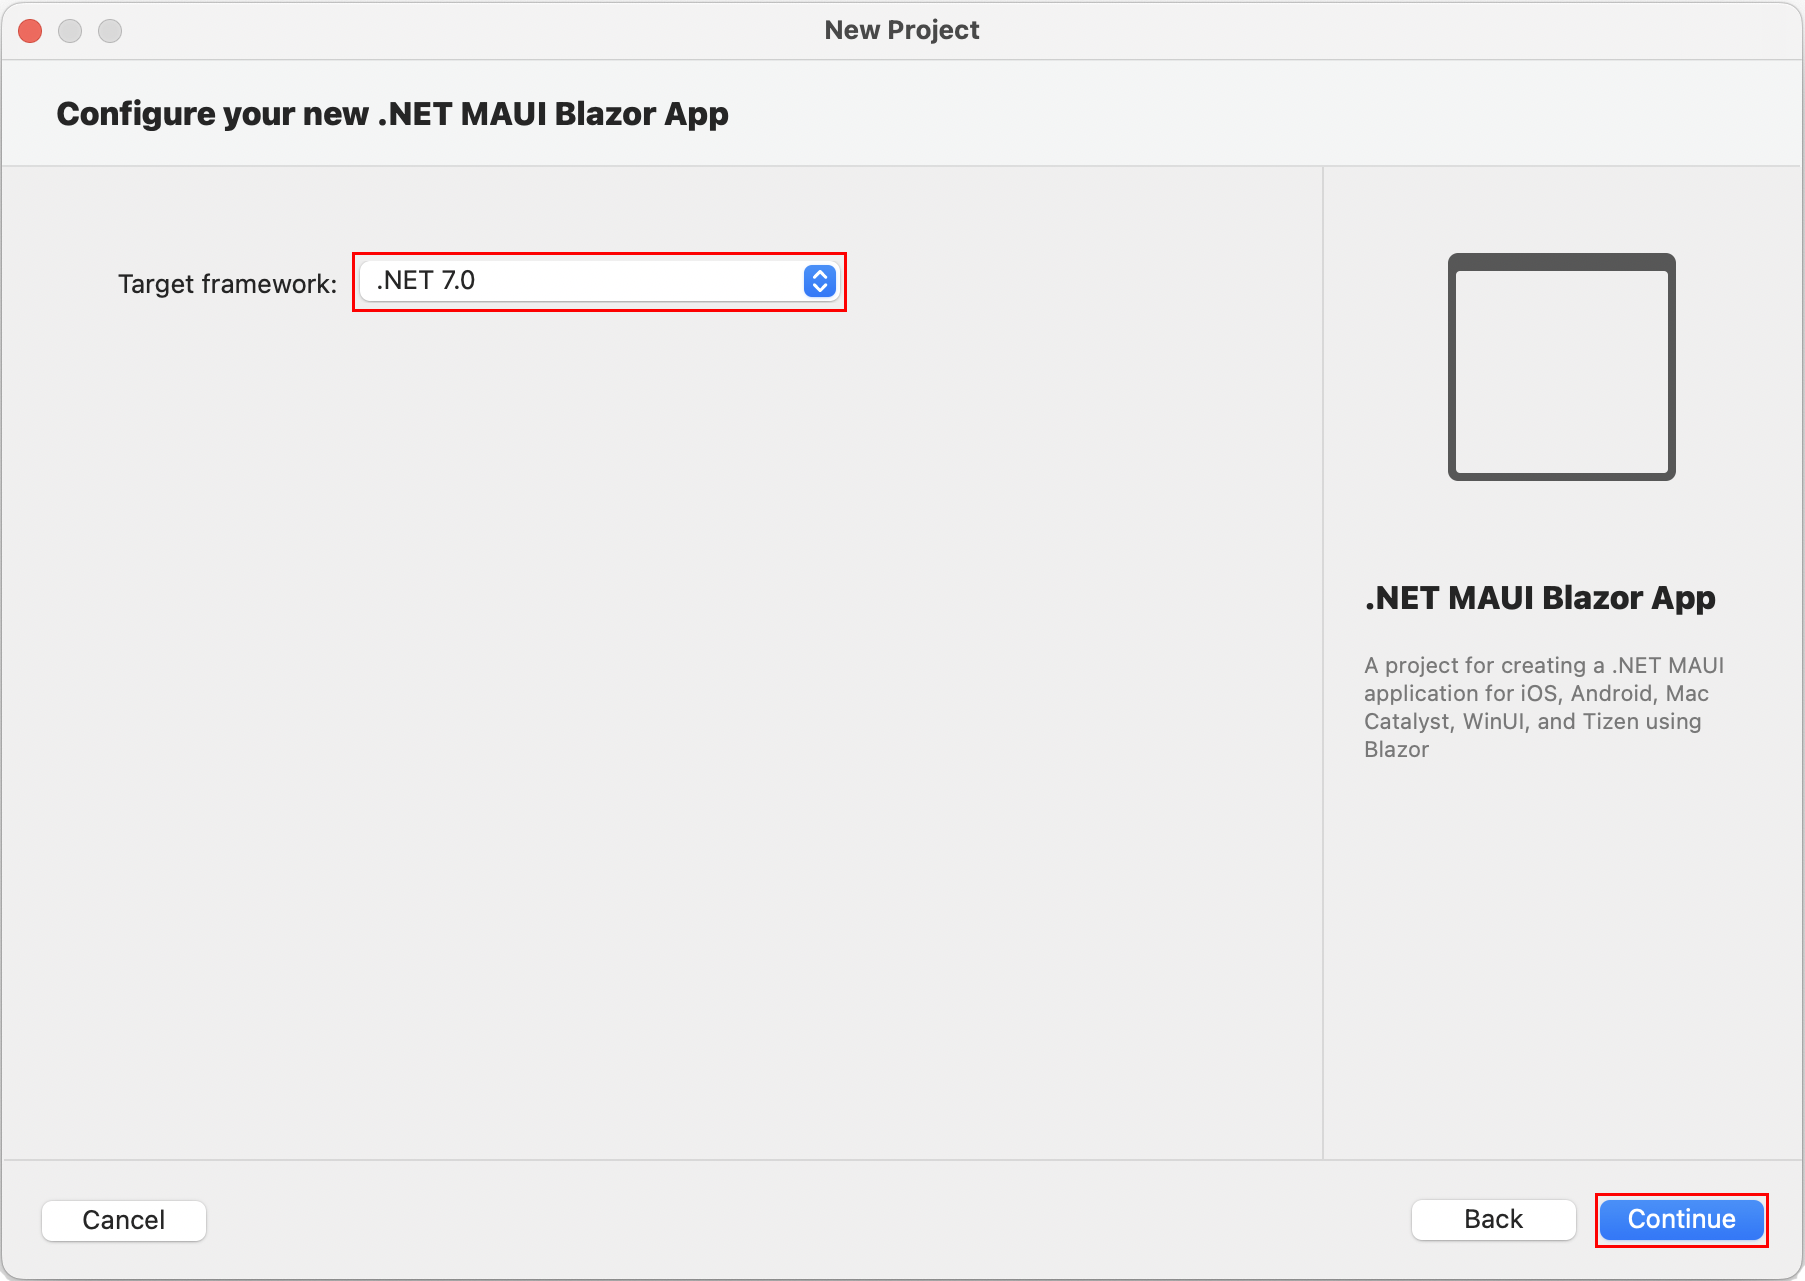 New Project
Configure your new .NET MAUI Blazor App
Target framework: .NET 7.0
.NET MAUI Blazor App
A project for creating a .NET MAUI
application for iOS, Android, Mac
Catalyst, WinUI, and Tizen using
Blazor
Cancel
Back
Continue